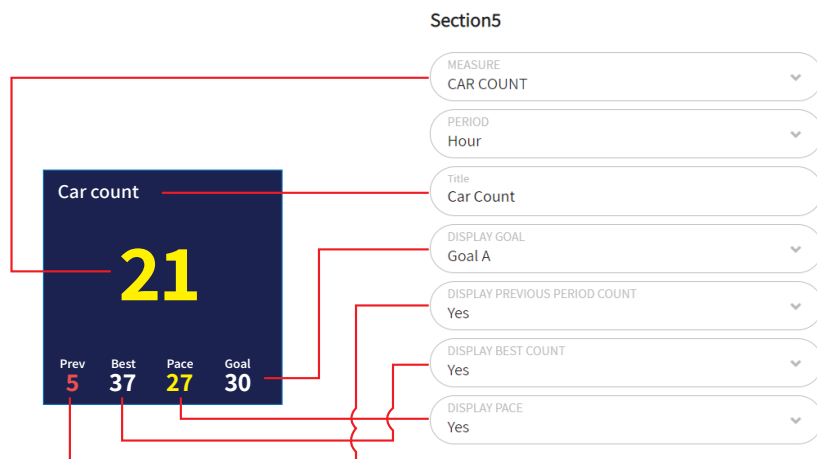 Section5
MEASURE
CAR COUNT
PERIOD
Hour
Title
Car Count
DISPLAY GOAL
Goal A
DISPLAY PREVIOUS PERIOD COUNT
Yes
DISPLAY BEST COUNT
Yes
DISPLAY PACE
Yes
Car count
21
Prev Best Pace Goal
5 37 27 30